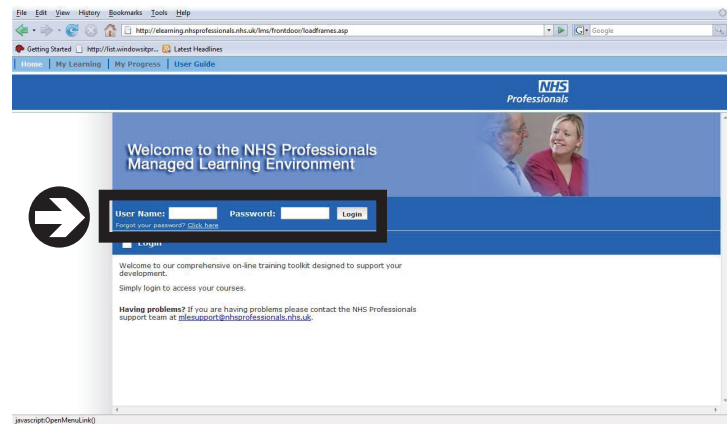 File Edit View History Bookmarks Tools Help
http://elearning.nhsprofessionals.nhs.uk/lms/frontdoor/loadframes.asp
G Google
Getting Started http://list.windowsitpr... Latest Headlines
Home My Learning My Progress User Guide
NHS
Professionals
Welcome to the NHS Professionals
Managed Learning Environment
User Name: Password: Login
Forgot your password? Click here
Login
Welcome to our comprehensive on-line training toolkit designed to support your
development.
Simply login to access your courses.
Having problems? If you are having problems please contact the NHS Professionals
support team at mlesupport@nhsprofessionals.nhs.uk.
javascript:OpenMenuLink()